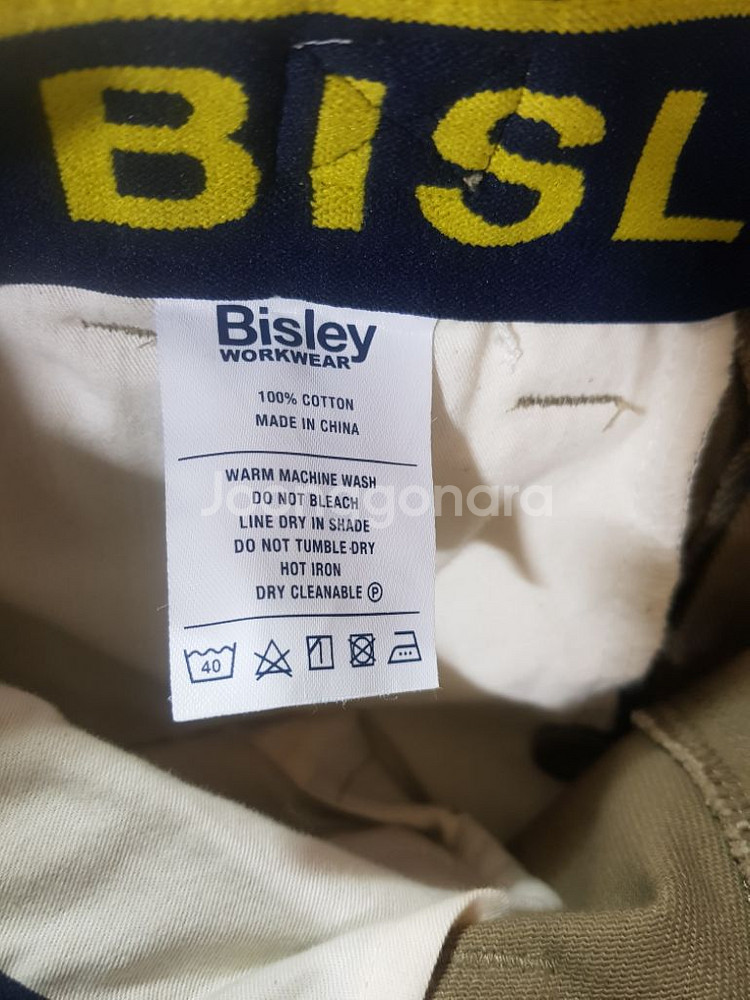 BISL
Bisley
WORKWEAR
100% COTTON
MADE IN CHINA
WARM MACHINE WASH
DO NOT BLEACH
LINE DRY IN SHADE
DO NOT TUMBLE DRY
HOT IRON
DRY CLEANABLE Ⓟ
40
Joonggonara